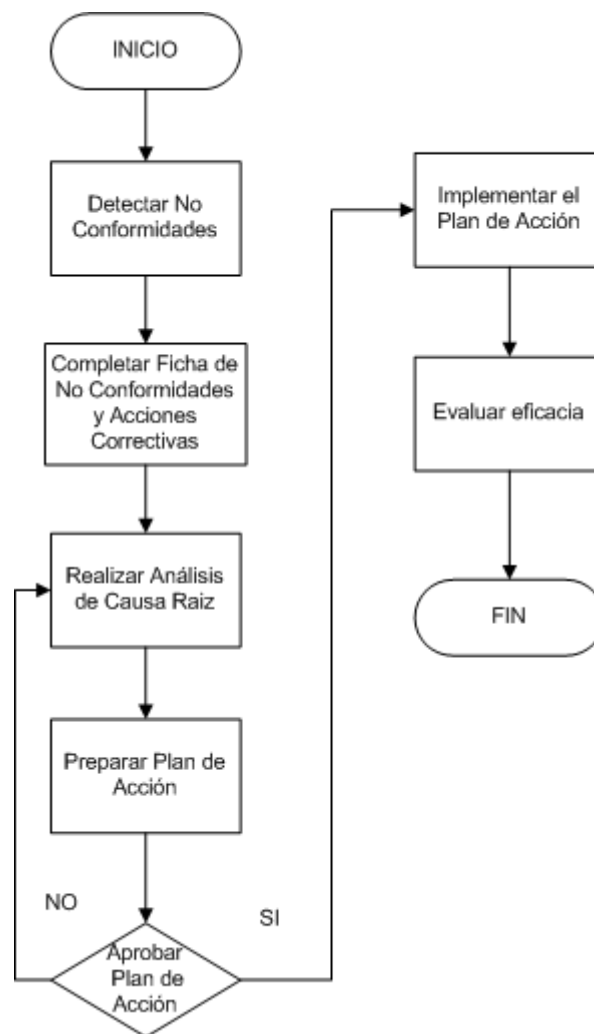 INICIO
Detectar No
Conformidades
Completar Ficha de
No Conformidades
y Acciones
Correctivas
Realizar Análisis
de Causa Raiz
Preparar Plan de
Acción
NO
SI
Aprobar
Plan de
Acción
Implementar el
Plan de Acción
Evaluar eficacia
FIN